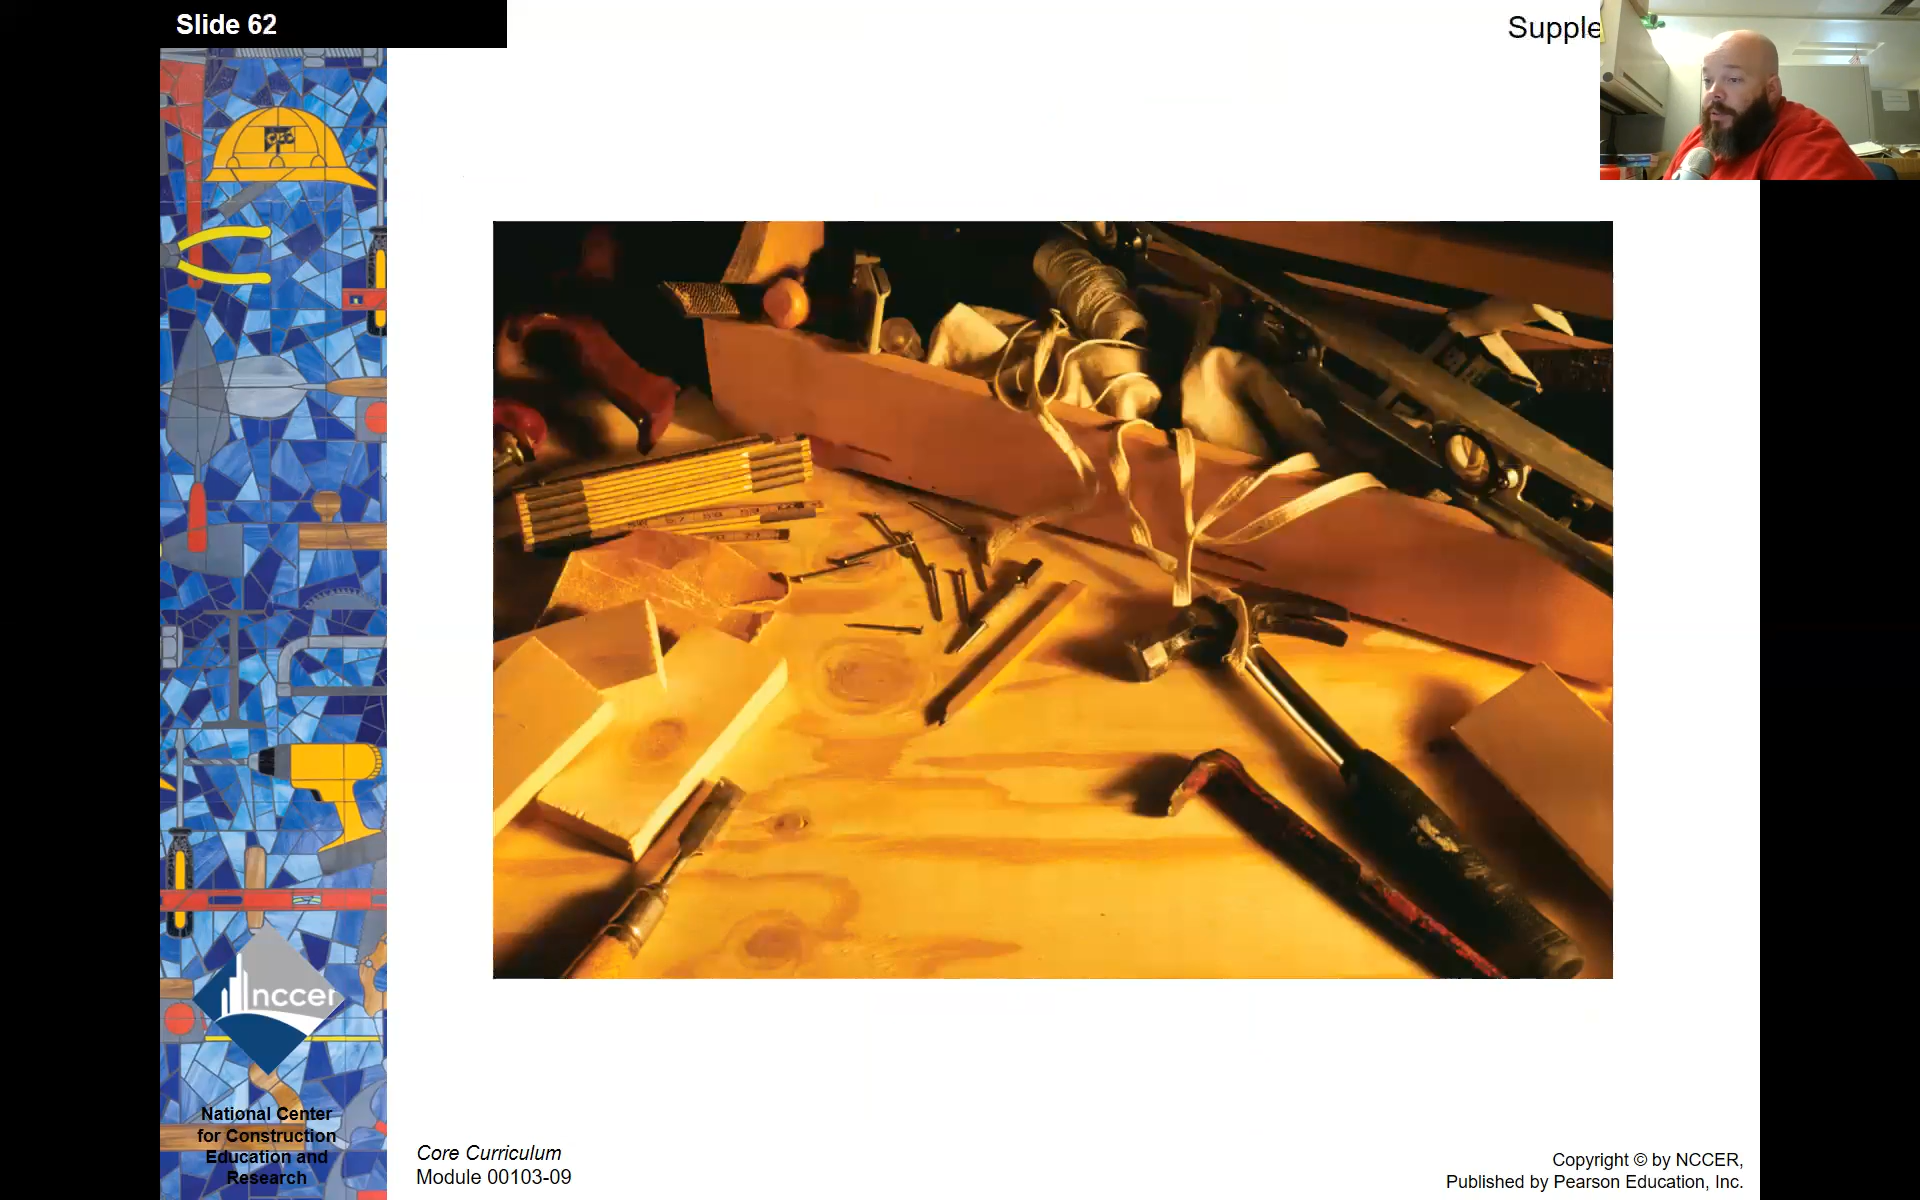 Slide 62
Supple
nccer
National Center
for Construction
Education and
Research
Core Curriculum
Module 00103-09
Copyright © by NCCER,
Published by Pearson Education, Inc.